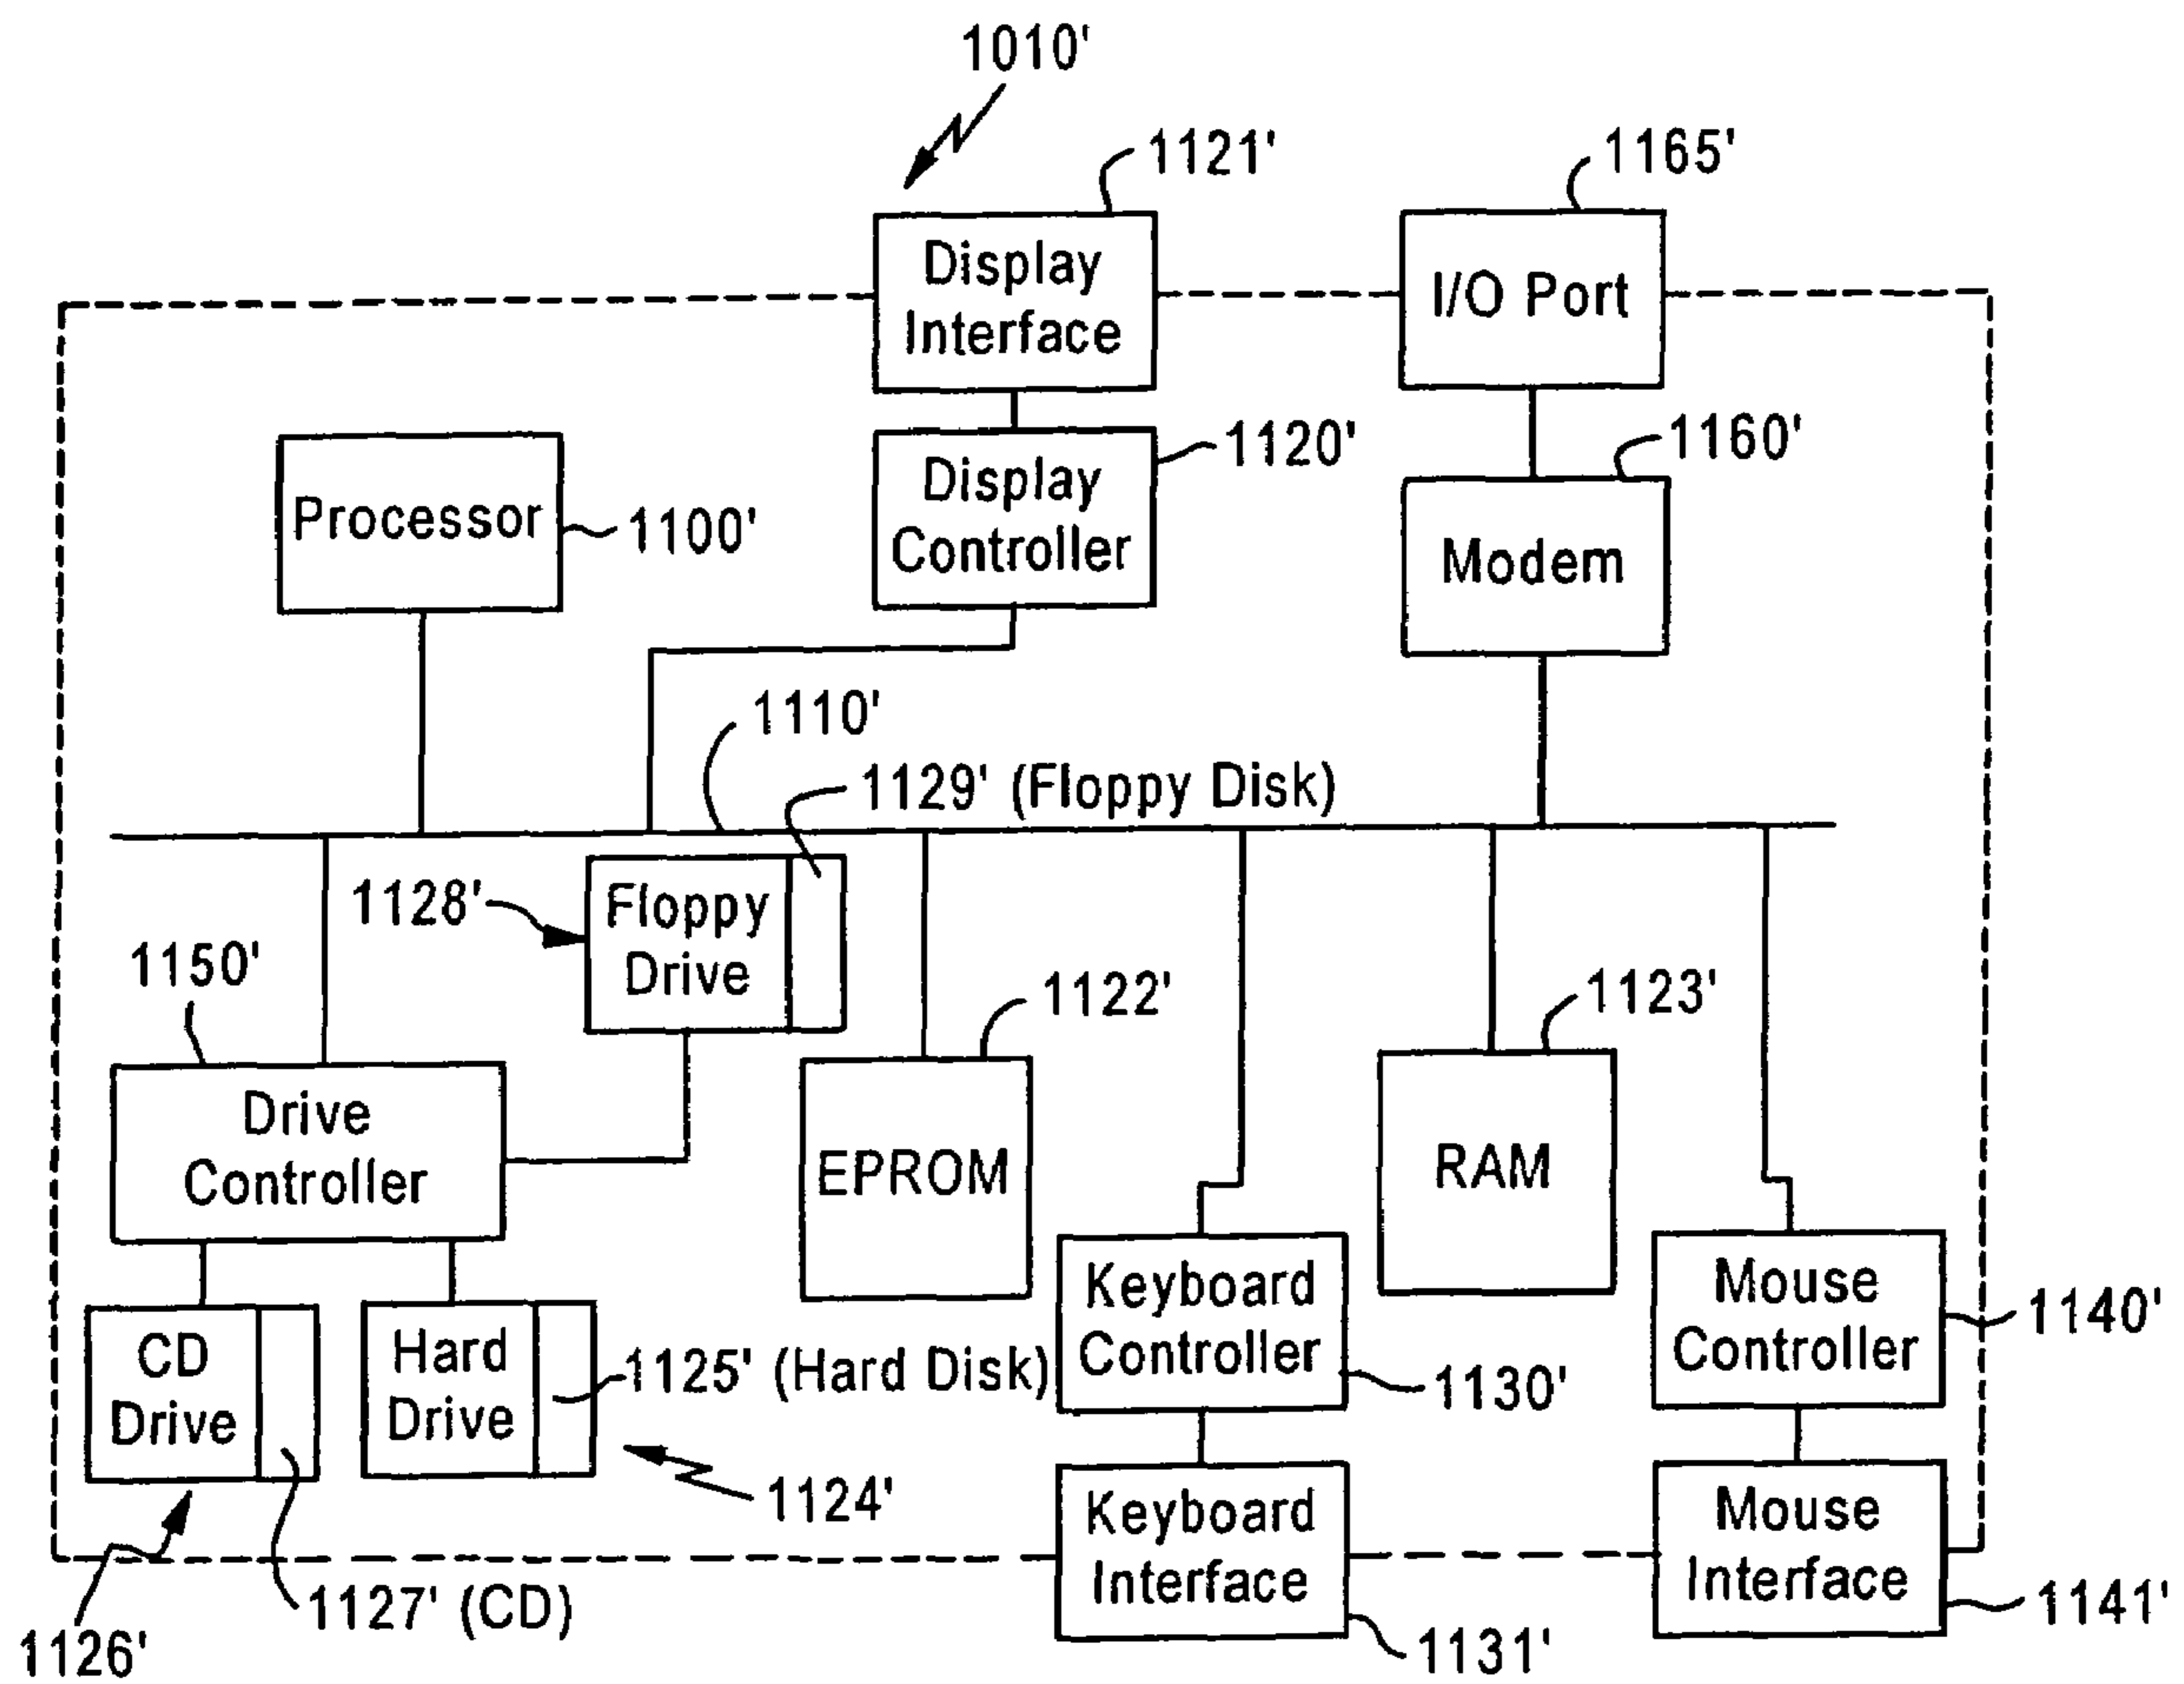 1010'
1121'
1165'
Display
Interface
I/O Port
1120'
1160'
Display
Controller
Processor
1100'
Modem
1110'
1129' (Floppy Disk)
1128'
Floppy
Drive
1150'
1122'
1123'
Drive
Controller
EPROM
RAM
Keyboard
Controller
Mouse
Controller
1140'
CD
Drive
Hard
Drive
1125' (Hard Disk)
1130'
1124'
Keyboard
Interface
Mouse
Interface
1127' (CD)
1126'
1131'
1141'